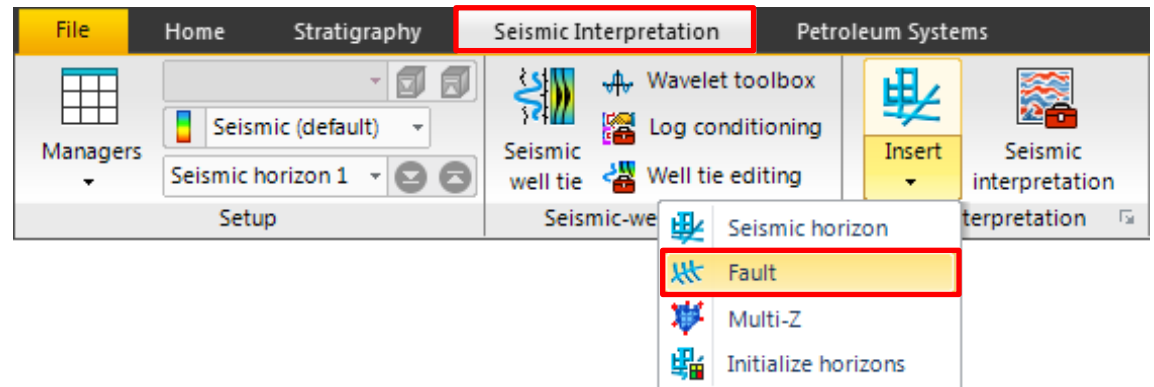 File Home Stratigraphy Seismic Interpretation Petroleum Systems
Managers
Seismic (default)
Seismic horizon 1
Setup
Seismic
well tie
Wavelet toolbox
Log conditioning
Well tie editing
Seismic-we
Insert
Seismic
interpretation
terpretation
Seismic horizon
Fault
Multi-Z
Initialize horizons